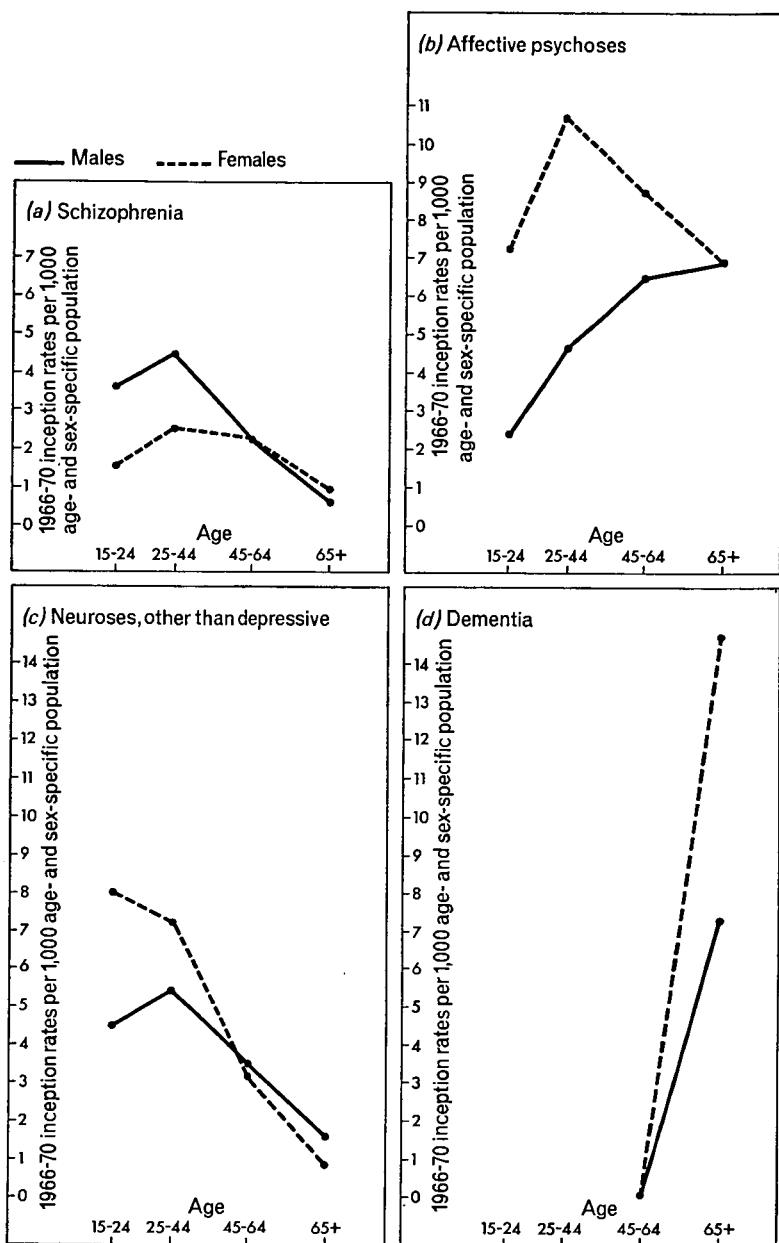 Males Females
(a) Schizophrenia
1966-70 inception rates per 1,000
age- and sex-specific population
7
6
5
4
3
2
1
0
Age
15-24 25-44 45-64 65+
(b) Affective psychoses
1966-70 inception rates per 1,000
age- and sex-specific population
11
10
9
8
7
6
5
4
3
2
1
0
Age
15-24 25-44 45-64 65+
(c) Neuroses, other than depressive
1966-70 inception rates per 1,000 age- and sex-specific population
14
13
12
11
10
9
8
7
6
5
4
3
2
1
0
Age
15-24 25-44 45-64 65+
(d) Dementia
1966-70 inception rates per 1,000 age- and sex-specific population
14
13
12
11
10
9
8
7
6
5
4
3
2
1
0
Age
15-24 25-44 45-64 65+